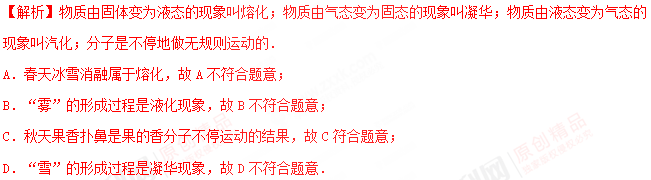 【解析】物质由固体变为液态的现象叫熔化；物质由气态变为固态的现象叫凝华；物质由液态变为气态的
现象叫汽化；分子是不停地做无规则运动的．
A．春天冰雪消融属于熔化，故 A 不符合题意；
B．“雾”的形成过程是液化现象，故 B 不符合题意；
C．秋天果香扑鼻是果的香分子不停运动的结果，故 C 符合题意；
D．“雪”的形成过程是凝华现象，故 D 不符合题意．
原创精品